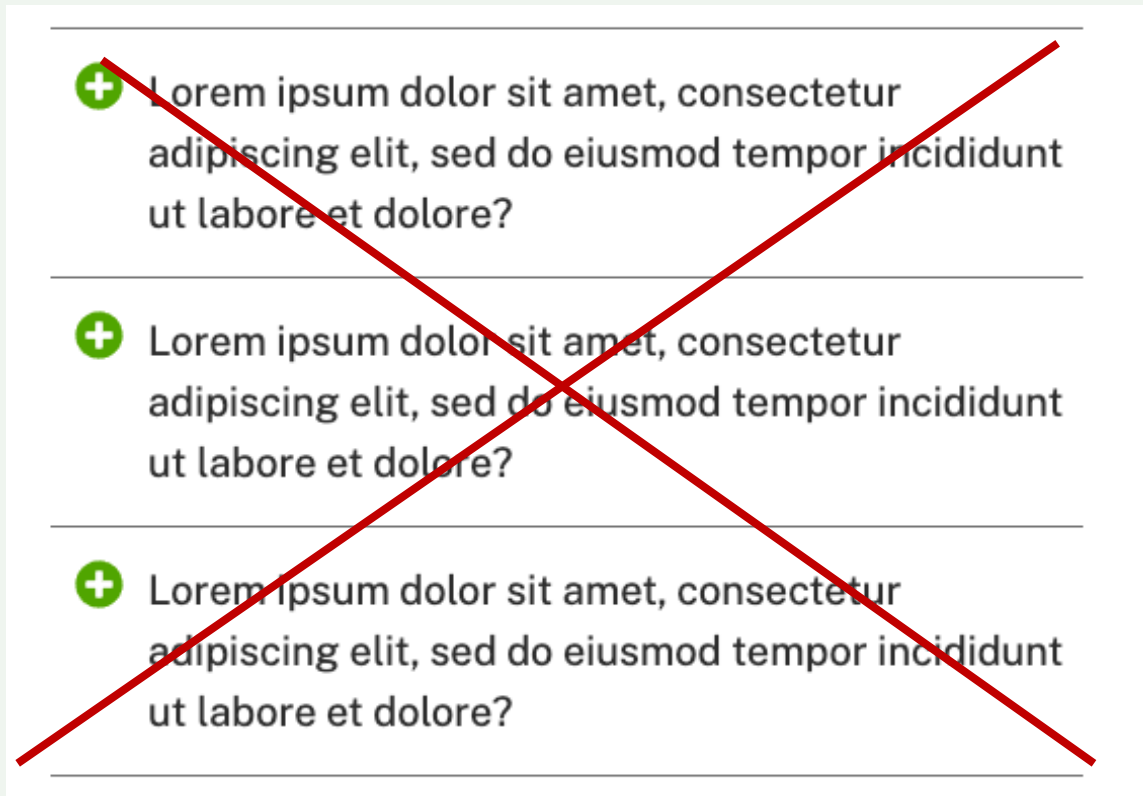 Lorem ipsum dolor sit amet, consectetur
adipiscing elit, sed do eiusmod tempor incididunt
ut labore et dolore?
Lorem ipsum dolor sit amet, consectetur
adipiscing elit, sed do eiusmod tempor incididunt
ut labore et dolore?
Lorem ipsum dolor sit amet, consectetur
adipiscing elit, sed do eiusmod tempor incididunt
ut labore et dolore?